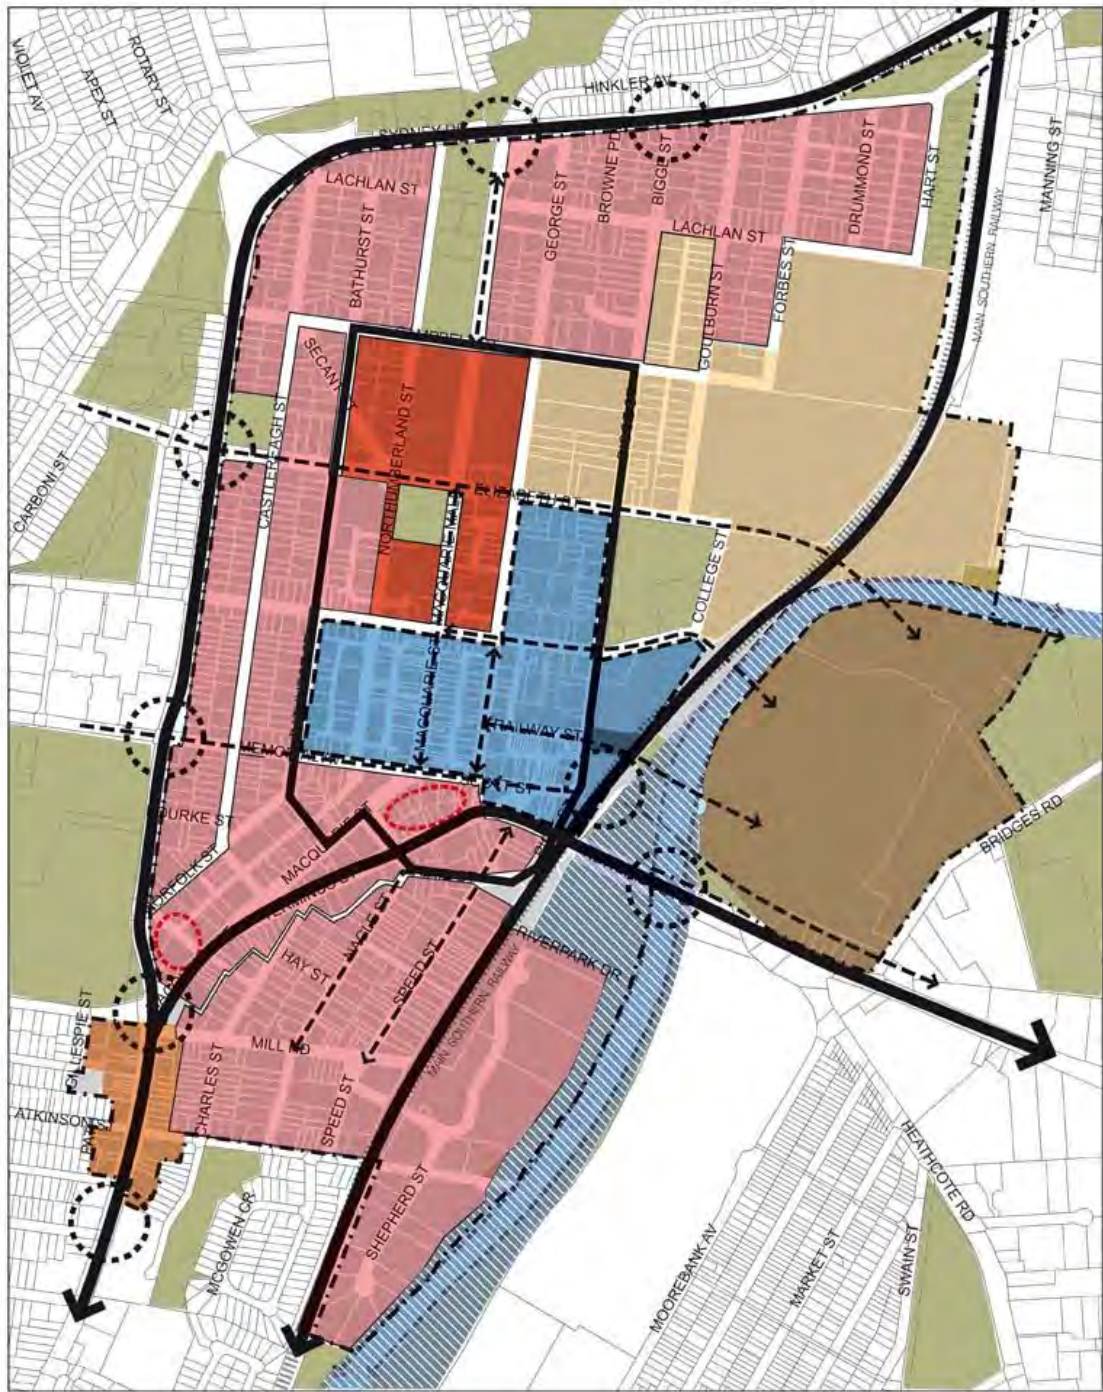 VIOLET AV
APEX ST
ROTARY ST
HINKLER AV
MANNING ST
LACHLAN ST
BATHURST ST
GEORGE ST
BROWNE PD
BIGGE ST
LACHLAN ST
DRUMMOND ST
HART ST
FORBES ST
GOULBURN ST
MAIN SOUTHERN RAILWAY
SECANT
CASTLEREAGH ST
NORTHUMBERLAND ST
CARBONI ST
COLLEGE ST
MACQUARIE ST
RAILWAY ST
BRIDGES RD
NORFOLK ST
NAGLE ST
HAY ST
SPEED ST
RIVERPARK DR
MAIN SOUTHERN RAILWAY
GILLESPIE ST
MILL RD
ATKINSON
CHARLES ST
SPEED ST
SHEPHERD ST
MCGOWEN CR
HEATHCOTE RD
MOOREBANK AV
MARKET ST
SWAIN ST